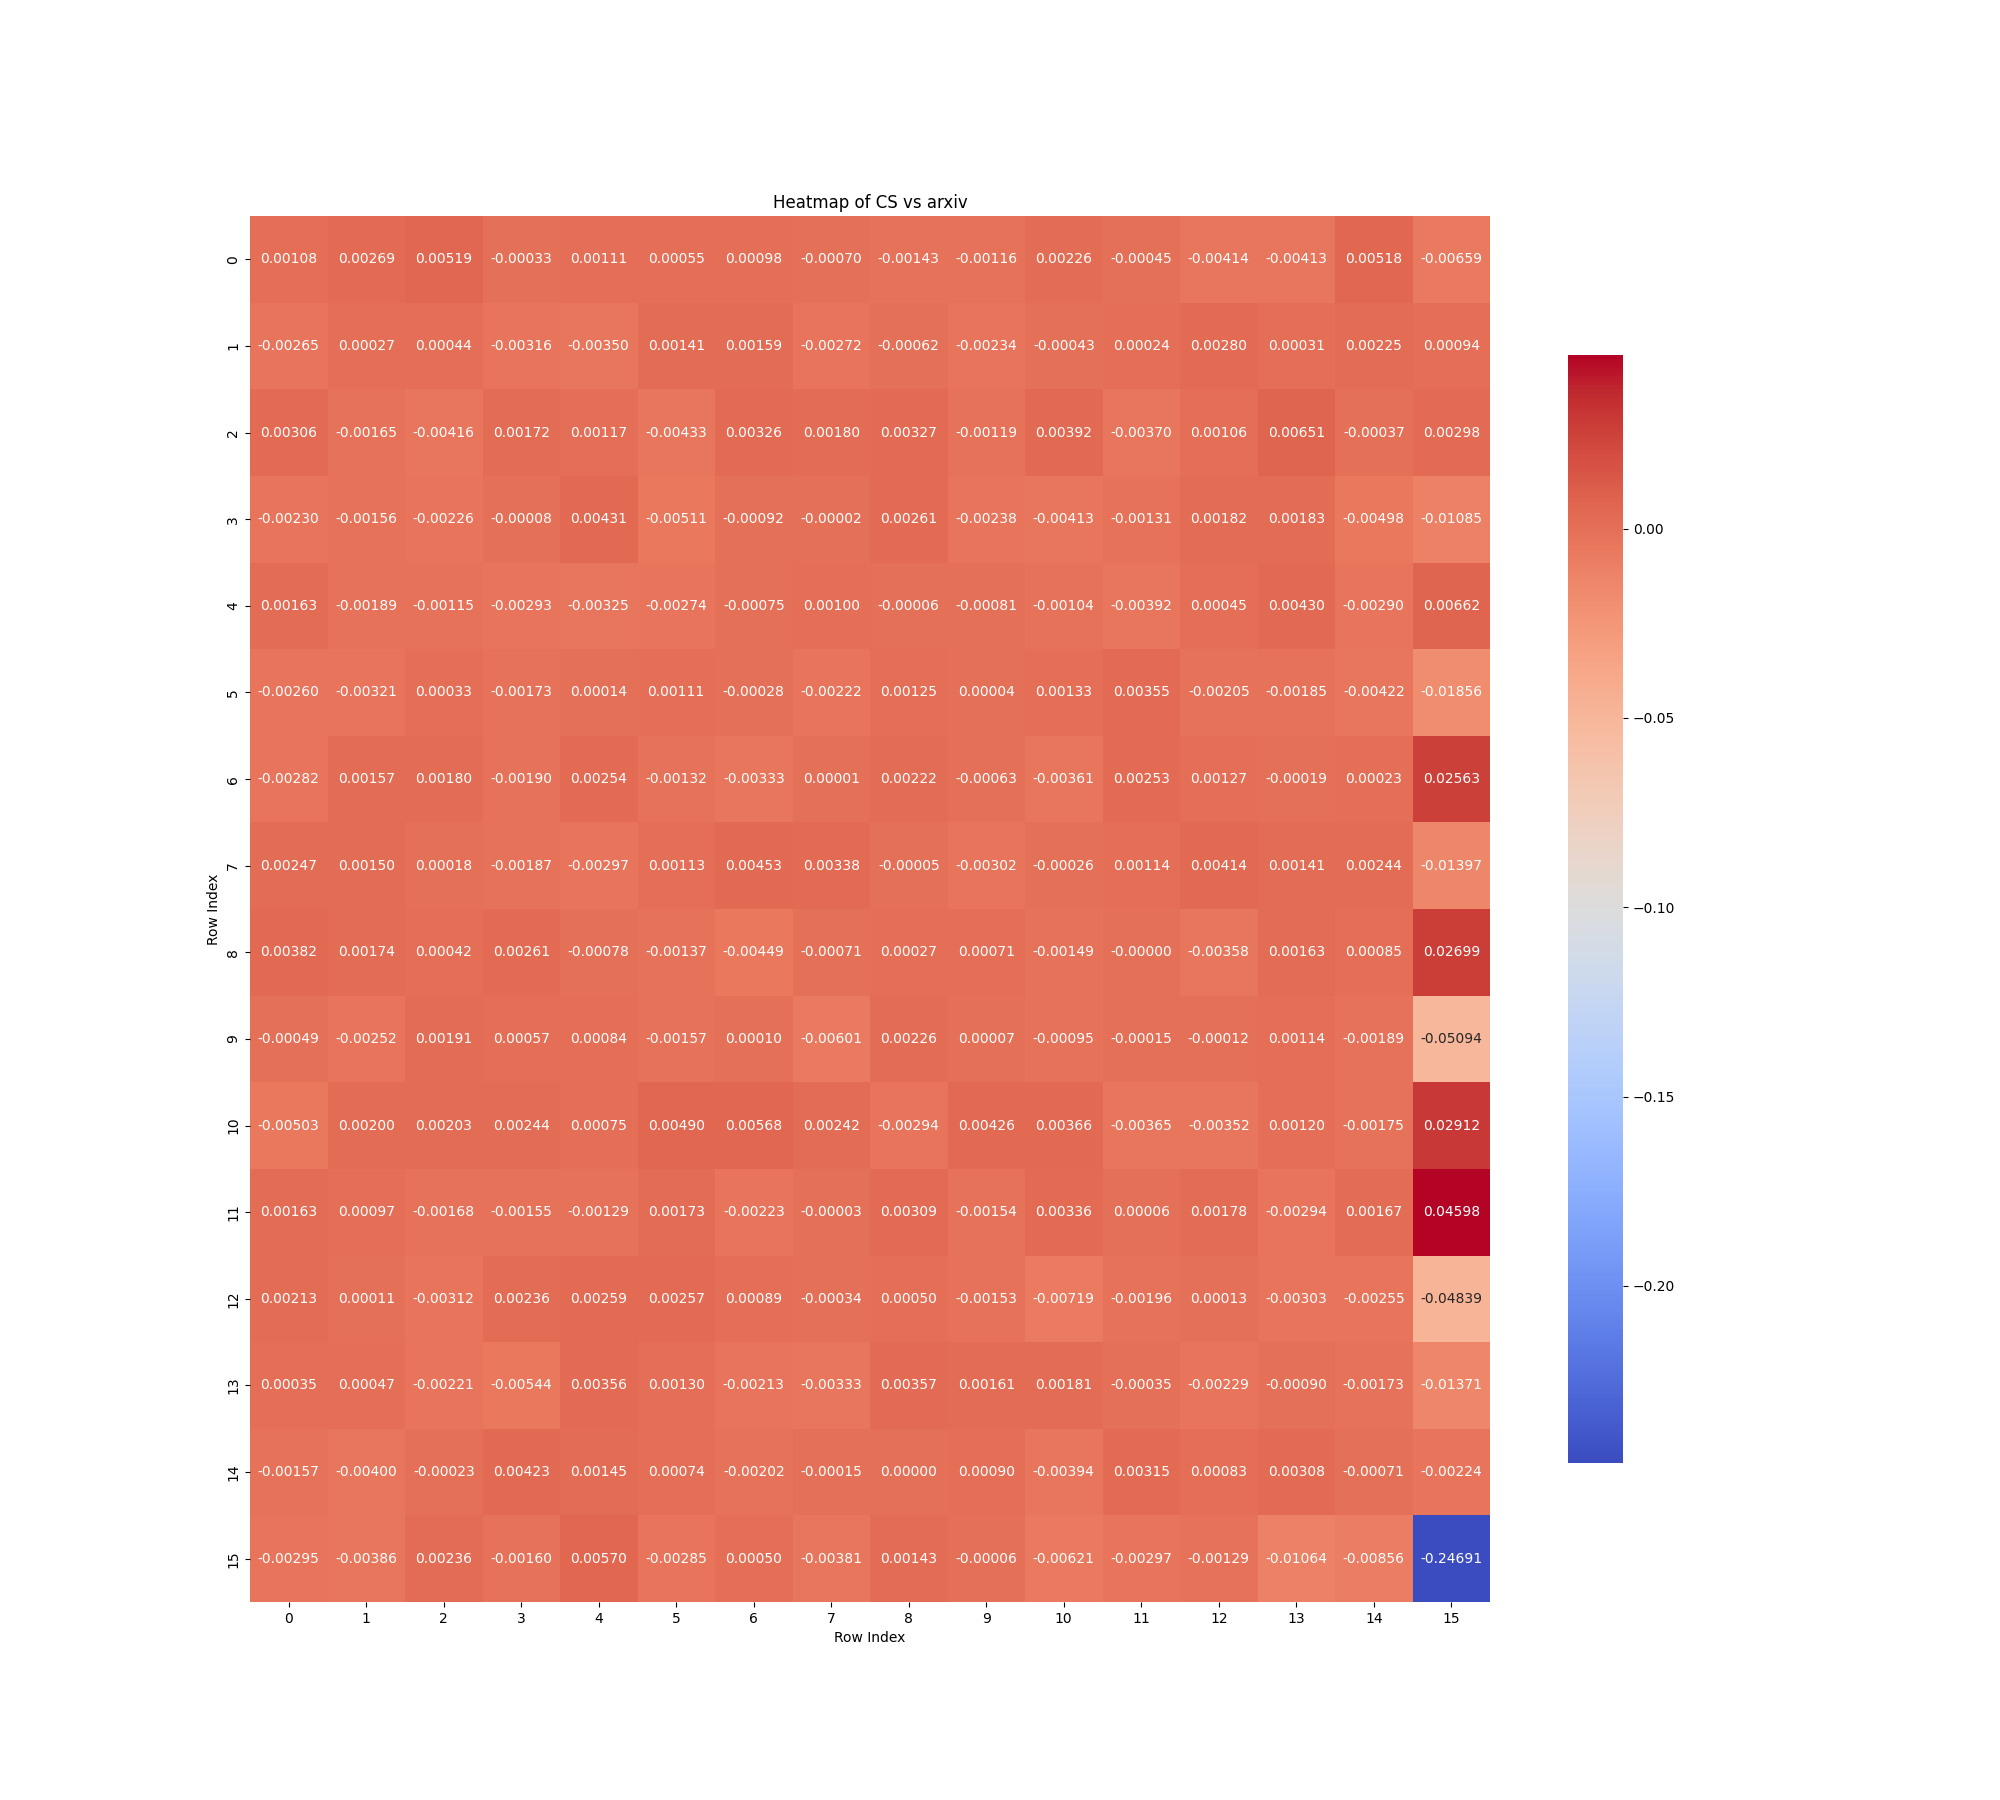 Heatmap of CS vs arxiv
0 0.00108 0.00269 0.00519 -0.00033 0.00111 0.00055 0.00098 -0.00070 -0.00143 -0.00116 0.00226 -0.00045 -0.00414 -0.00413 0.00518 -0.00659
1 -0.00265 0.00027 0.00044 -0.00316 -0.00350 0.00141 0.00159 -0.00272 -0.00062 -0.00234 -0.00043 0.00024 0.00280 0.00031 0.00225 0.00094
2 0.00306 -0.00165 -0.00416 0.00172 0.00117 -0.00433 0.00326 0.00180 0.00327 -0.00119 0.00392 -0.00370 0.00106 0.00651 -0.00037 0.00298
3 -0.00230 -0.00156 -0.00226 -0.00008 0.00431 -0.00511 -0.00092 -0.00002 0.00261 -0.00238 -0.00413 -0.00131 0.00182 0.00183 -0.00498 -0.01085
4 0.00163 -0.00189 -0.00115 -0.00293 -0.00325 -0.00274 -0.00075 0.00100 -0.00006 -0.00081 -0.00104 -0.00392 0.00045 0.00430 -0.00290 0.00662
5 -0.00260 -0.00321 0.00033 -0.00173 0.00014 0.00111 -0.00028 -0.00222 0.00125 0.00004 0.00133 0.00355 -0.00205 -0.00185 -0.00422 -0.01856
6 -0.00282 0.00157 0.00180 -0.00190 0.00254 -0.00132 -0.00333 0.00001 0.00222 -0.00063 -0.00361 0.00253 0.00127 -0.00019 0.00023 0.02563
7 0.00247 0.00150 0.00018 -0.00187 -0.00297 0.00113 0.00453 0.00338 -0.00005 -0.00302 -0.00026 0.00114 0.00414 0.00141 0.00244 -0.01397
8 0.00382 0.00174 0.00042 0.00261 -0.00078 -0.00137 -0.00449 -0.00071 0.00027 0.00071 -0.00149 -0.00000 -0.00358 0.00163 0.00085 0.02699
9 -0.00049 -0.00252 0.00191 0.00057 0.00084 -0.00157 0.00010 -0.00601 0.00226 0.00007 -0.00095 -0.00015 -0.00012 0.00114 -0.00189 -0.05094
10 -0.00503 0.00200 0.00203 0.00244 0.00075 0.00490 0.00568 0.00242 -0.00294 0.00426 0.00366 -0.00365 -0.00352 0.00120 -0.00175 0.02912
11 0.00163 0.00097 -0.00168 -0.00155 -0.00129 0.00173 -0.00223 -0.00003 0.00309 -0.00154 0.00336 0.00006 0.00178 -0.00294 0.00167 0.04598
12 0.00213 0.00011 -0.00312 0.00236 0.00259 0.00257 0.00089 -0.00034 0.00050 -0.00153 -0.00719 -0.00196 0.00013 -0.00303 -0.00255 -0.04839
13 0.00035 0.00047 -0.00221 -0.00544 0.00356 0.00130 -0.00213 -0.00333 0.00357 0.00161 0.00181 -0.00035 -0.00229 -0.00090 -0.00173 -0.01371
14 -0.00157 -0.00400 -0.00023 0.00423 0.00145 0.00074 -0.00202 -0.00015 0.00000 0.00090 -0.00394 0.00315 0.00083 0.00308 -0.00071 -0.00224
15 -0.00295 -0.00386 0.00236 -0.00160 0.00570 -0.00285 0.00050 -0.00381 0.00143 -0.00006 -0.00621 -0.00297 -0.00129 -0.01064 -0.00856 -0.24691
0 1 2 3 4 5 6 7 8 9 10 11 12 13 14 15
Row Index
Row Index
0.00
−0.05
−0.10
−0.15
−0.20